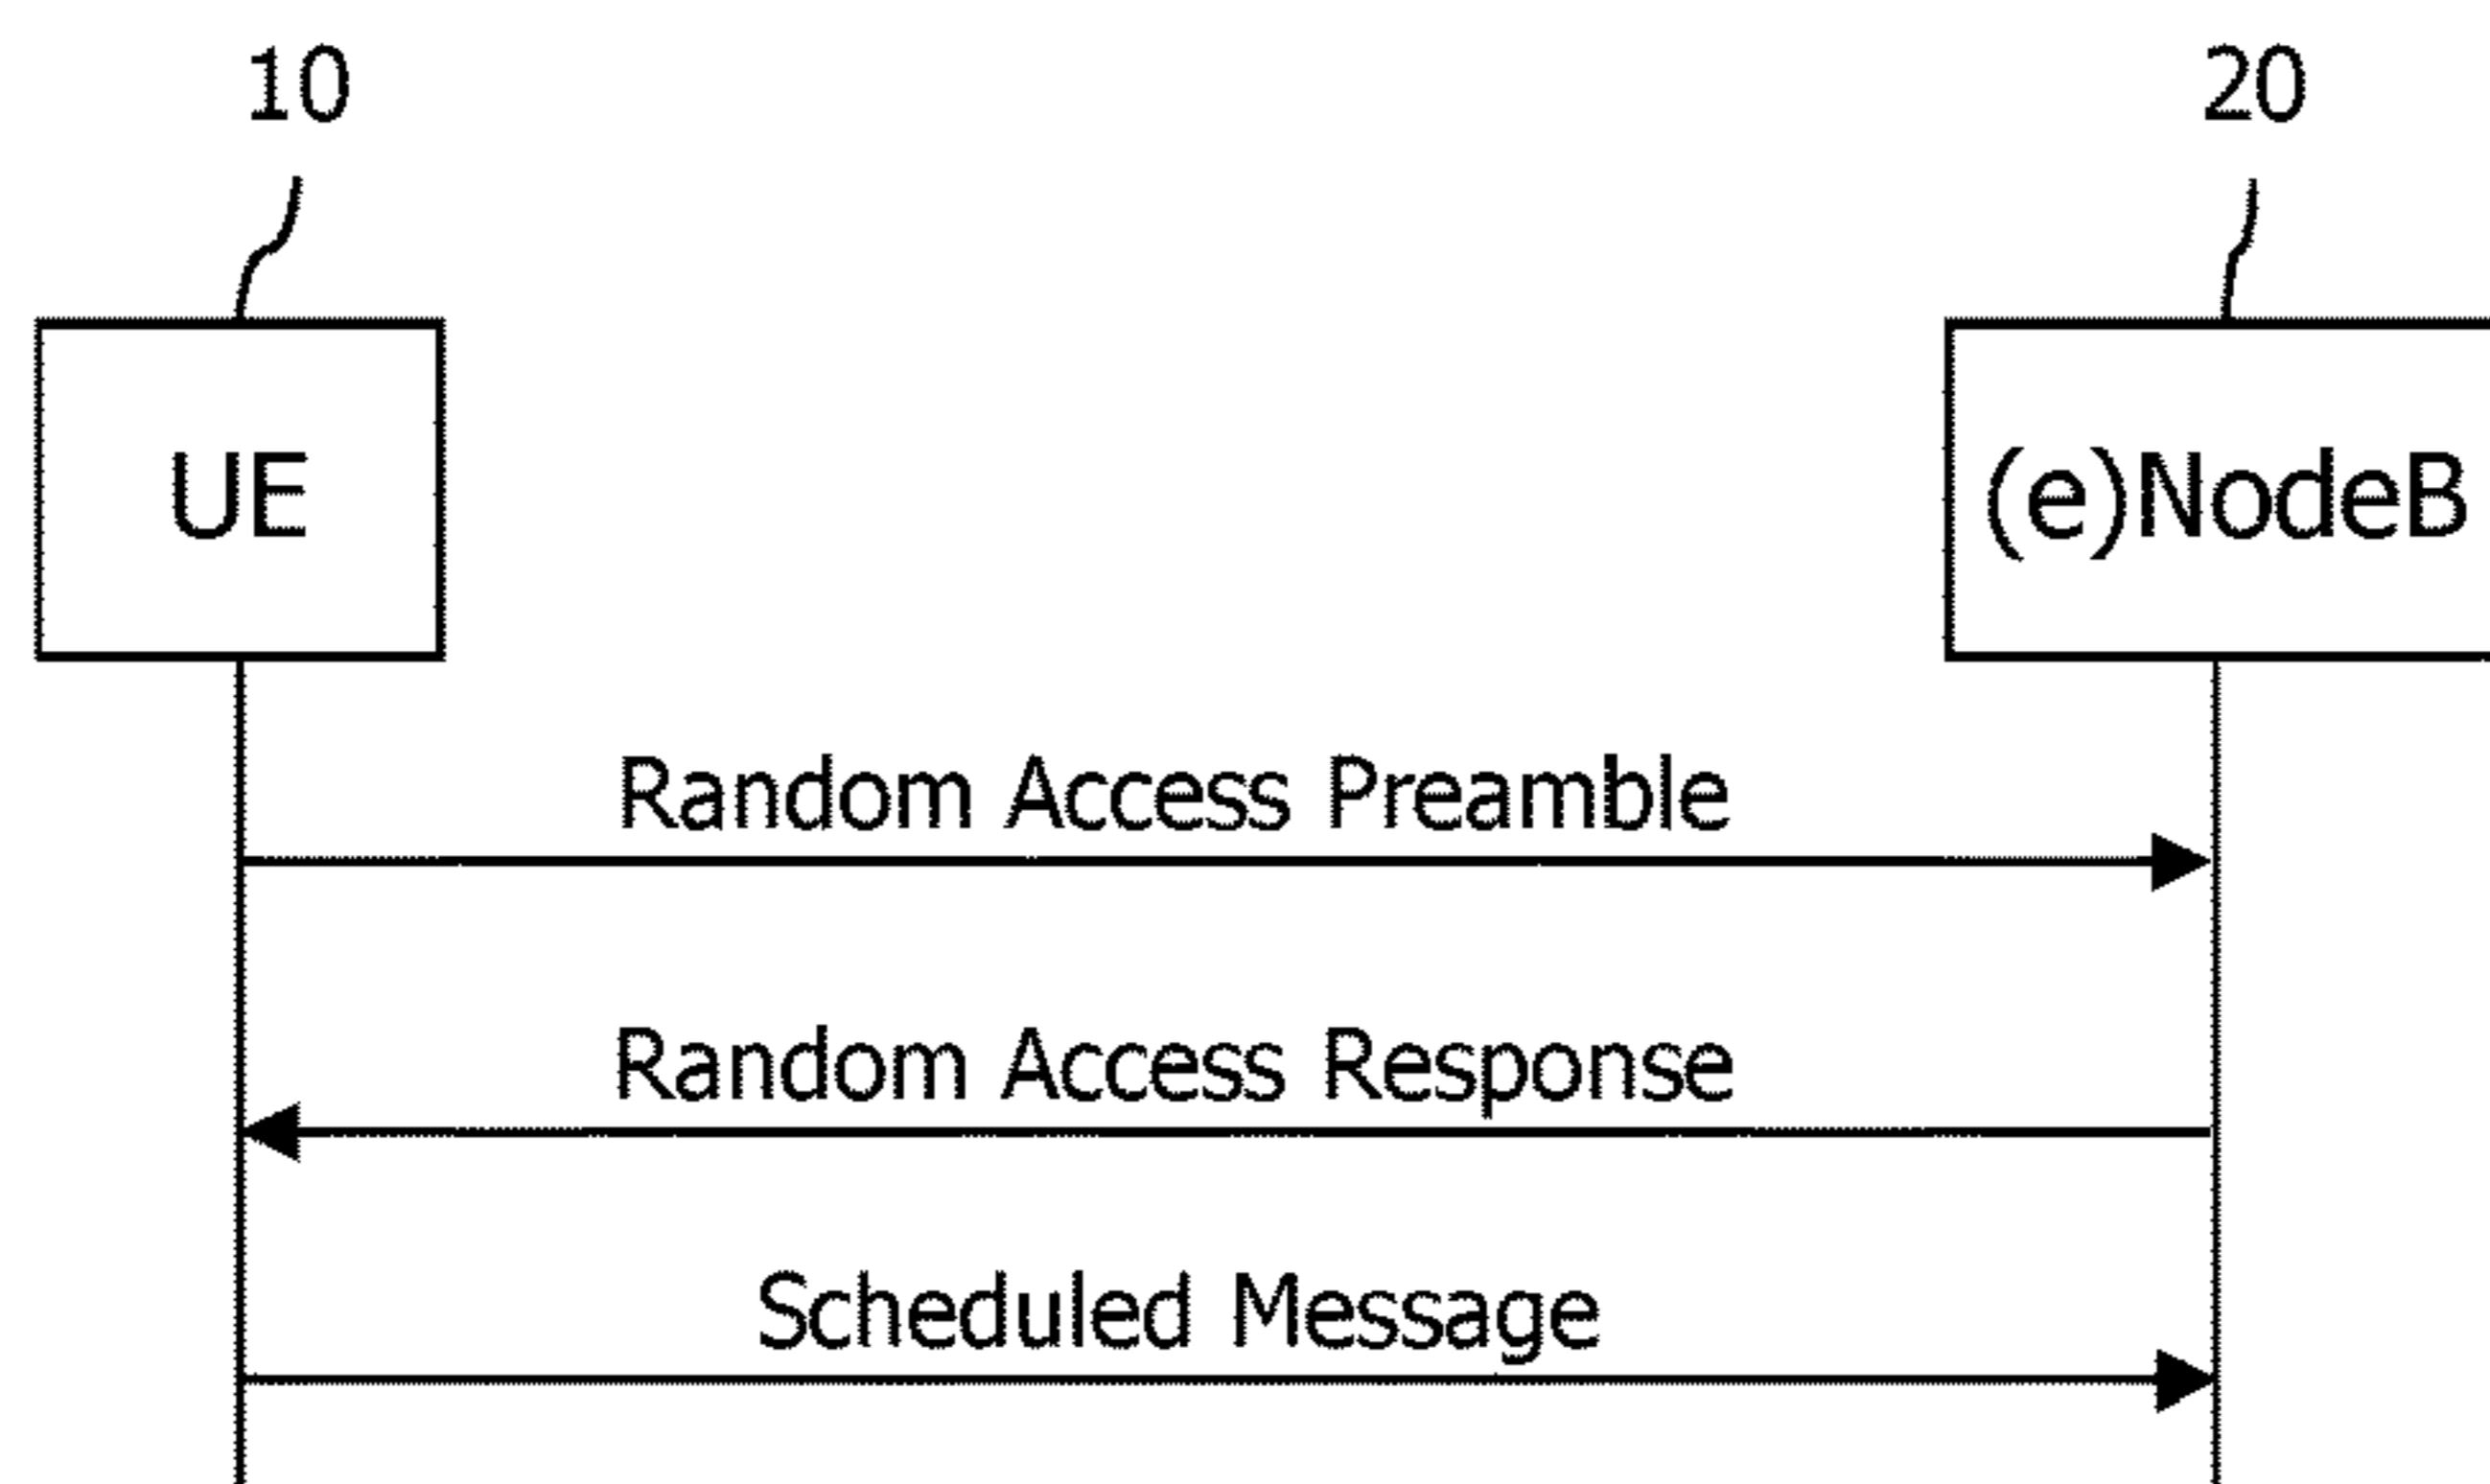 10
20
UE
(e)NodeB
Random Access Preamble
Random Access Response
Scheduled Message